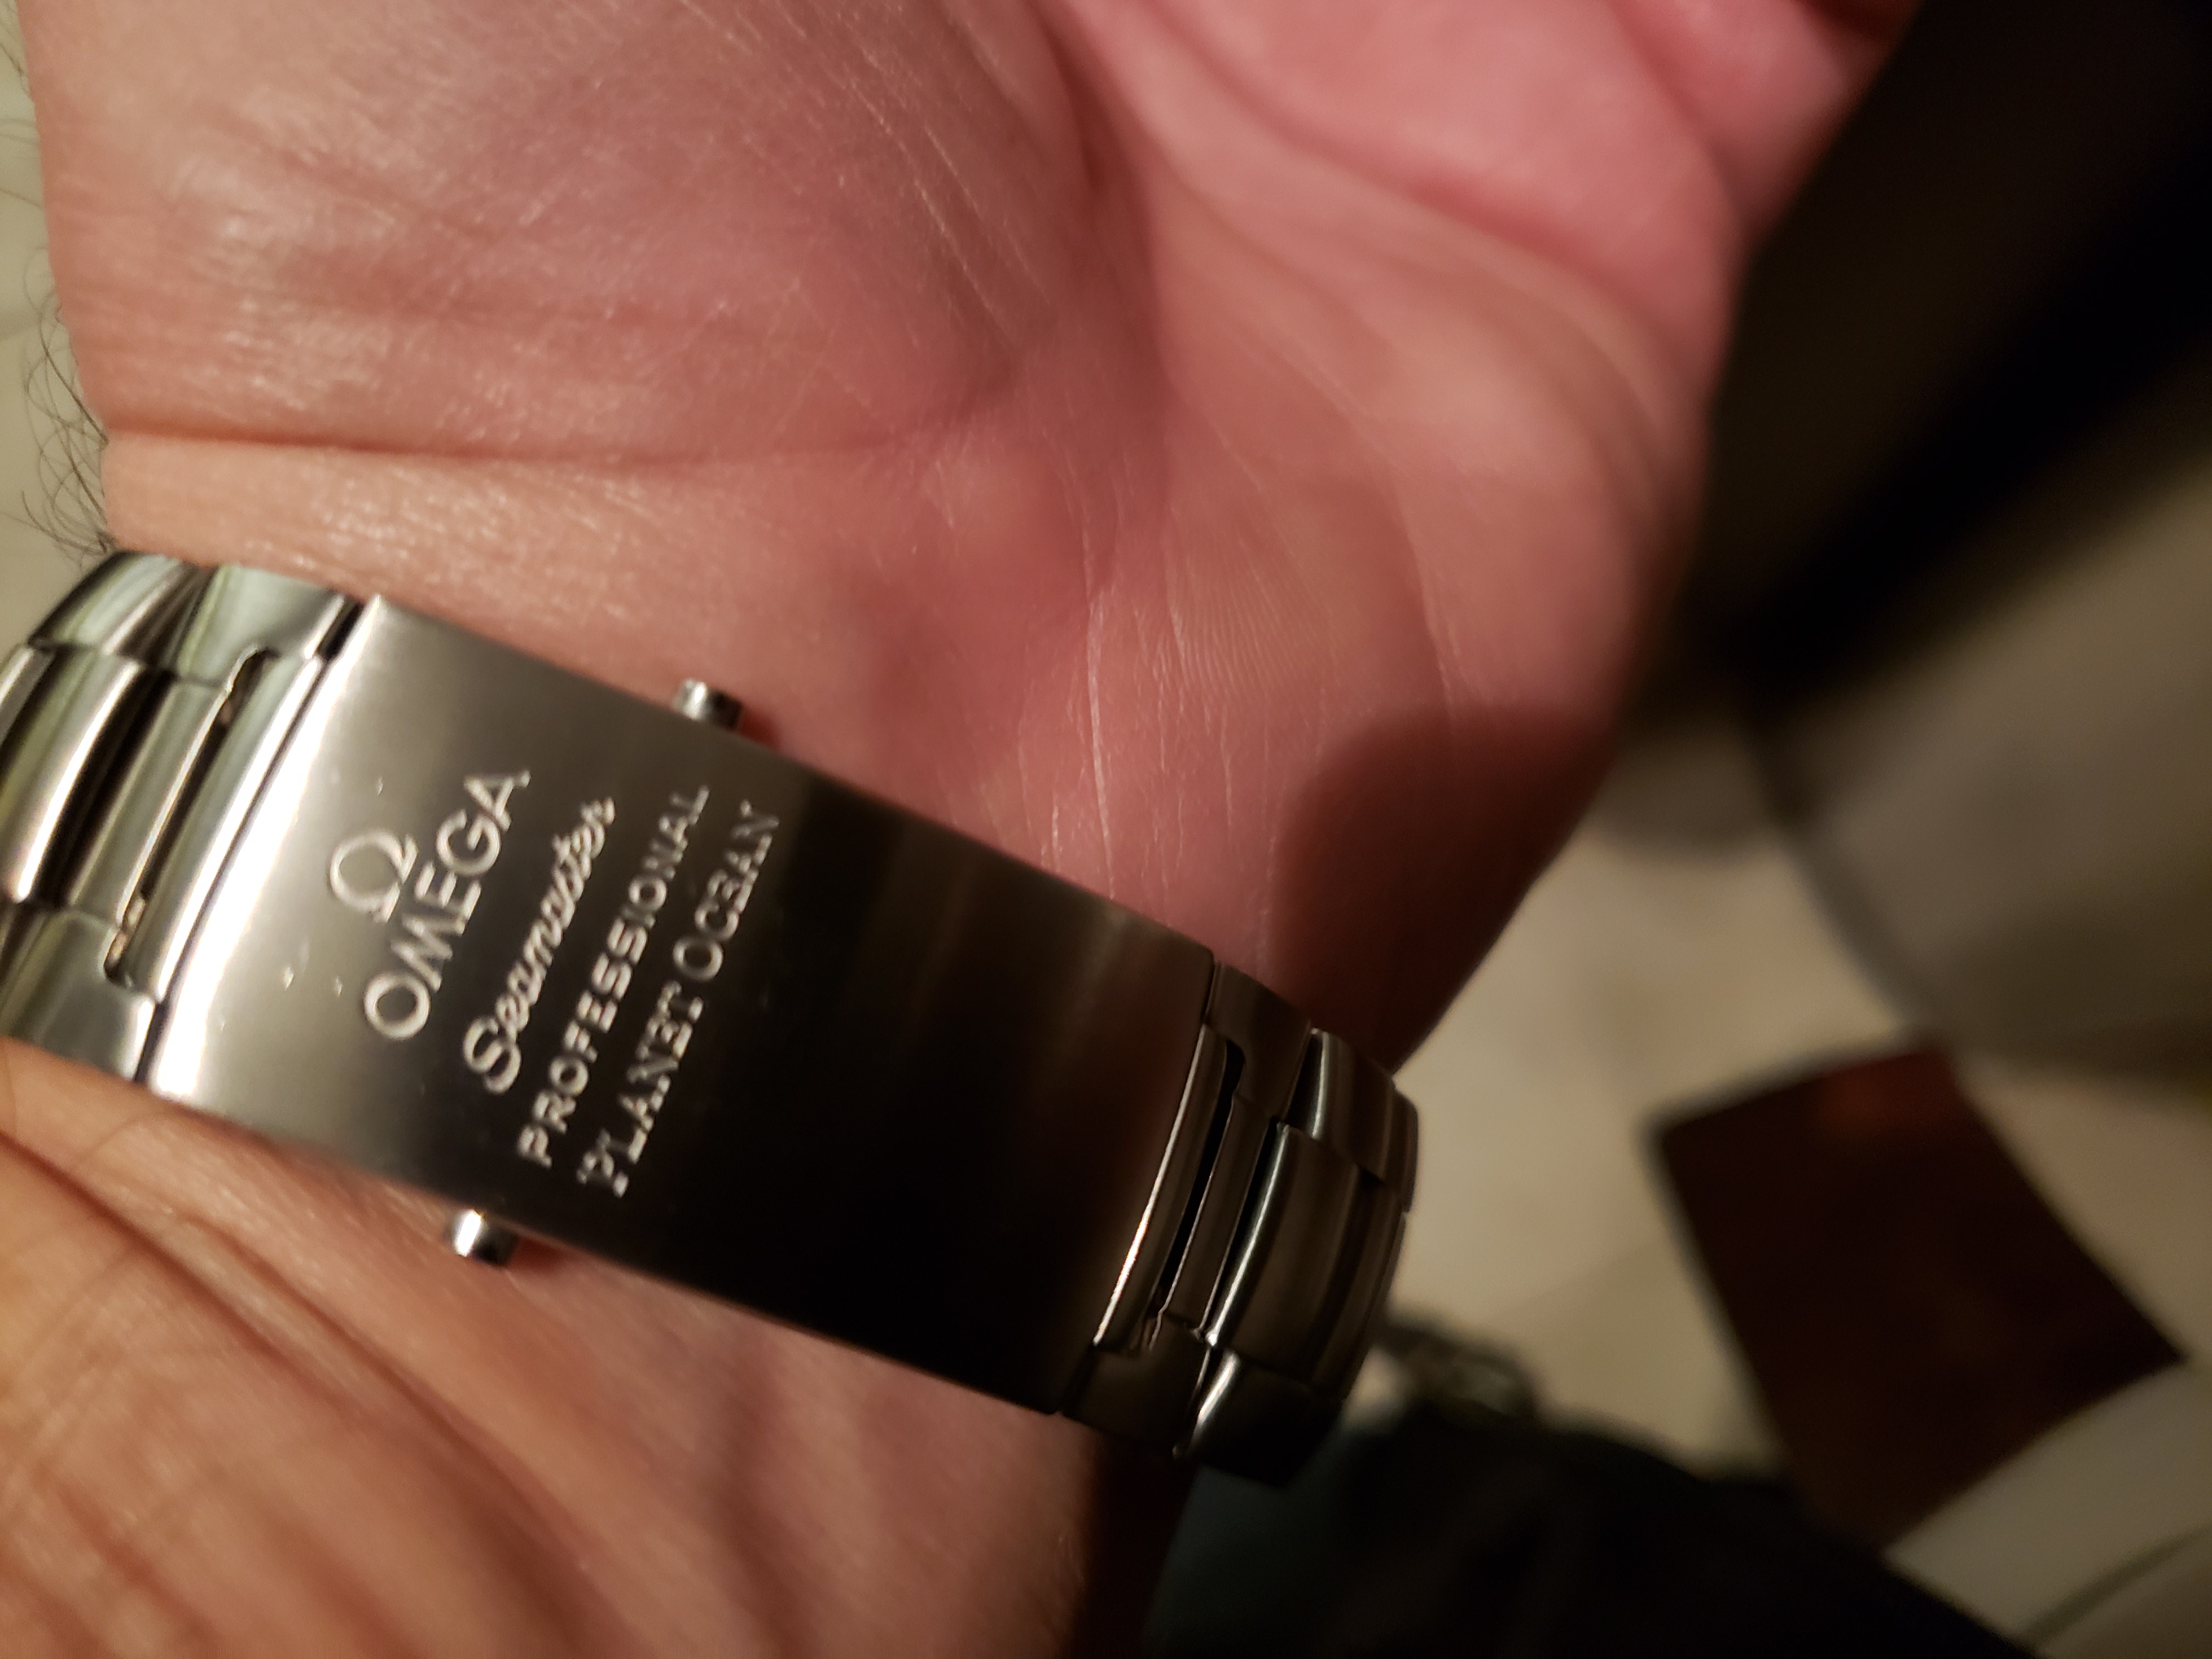 Ω
OMEGA
Seamaster
PROFESSIONAL
PLANET OCEAN